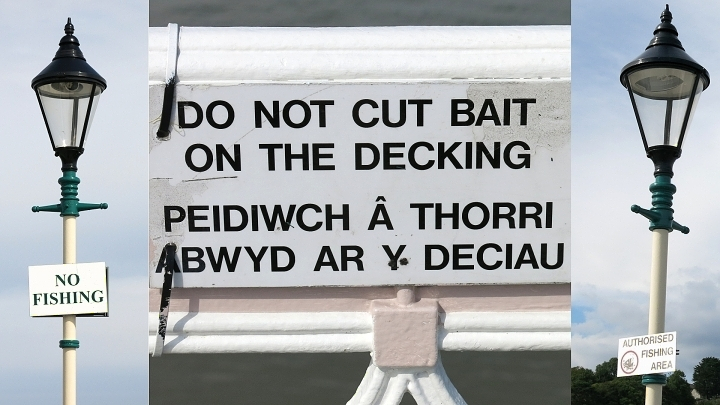 NO
FISHING
DO NOT CUT BAIT
ON THE DECKING
PEIDIWCH Â THORRI
ABWYD AR Y DECIAU
AUTHORISED
FISHING
AREA